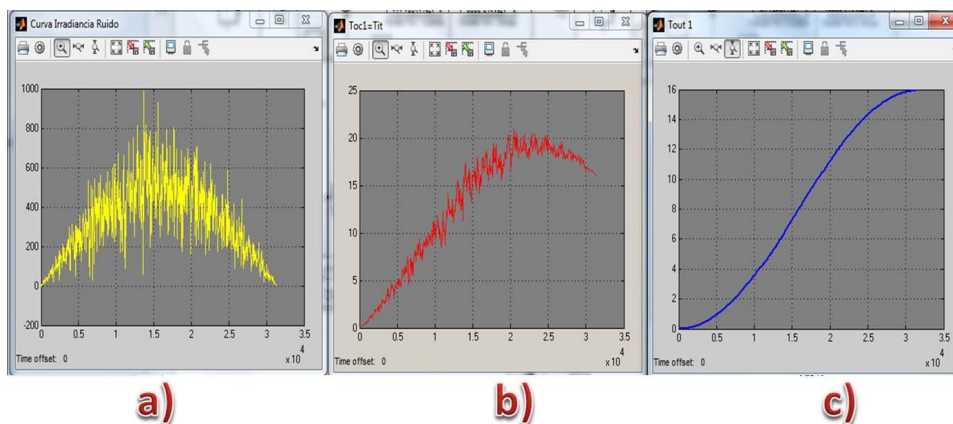 Curva Irradiancia Ruido
1000
800
600
400
200
0
-200
0 0.5 1 1.5 2 2.5 3 3.5
x 10^4
Time offset: 0
a)
Toc1=Tit
25
20
15
10
5
0
0 0.5 1 1.5 2 2.5 3 3.5
x 10^4
Time offset: 0
b)
Tout 1
16
14
12
10
8
6
4
2
0
0 0.5 1 1.5 2 2.5 3 3.5
x 10^4
Time offset: 0
c)